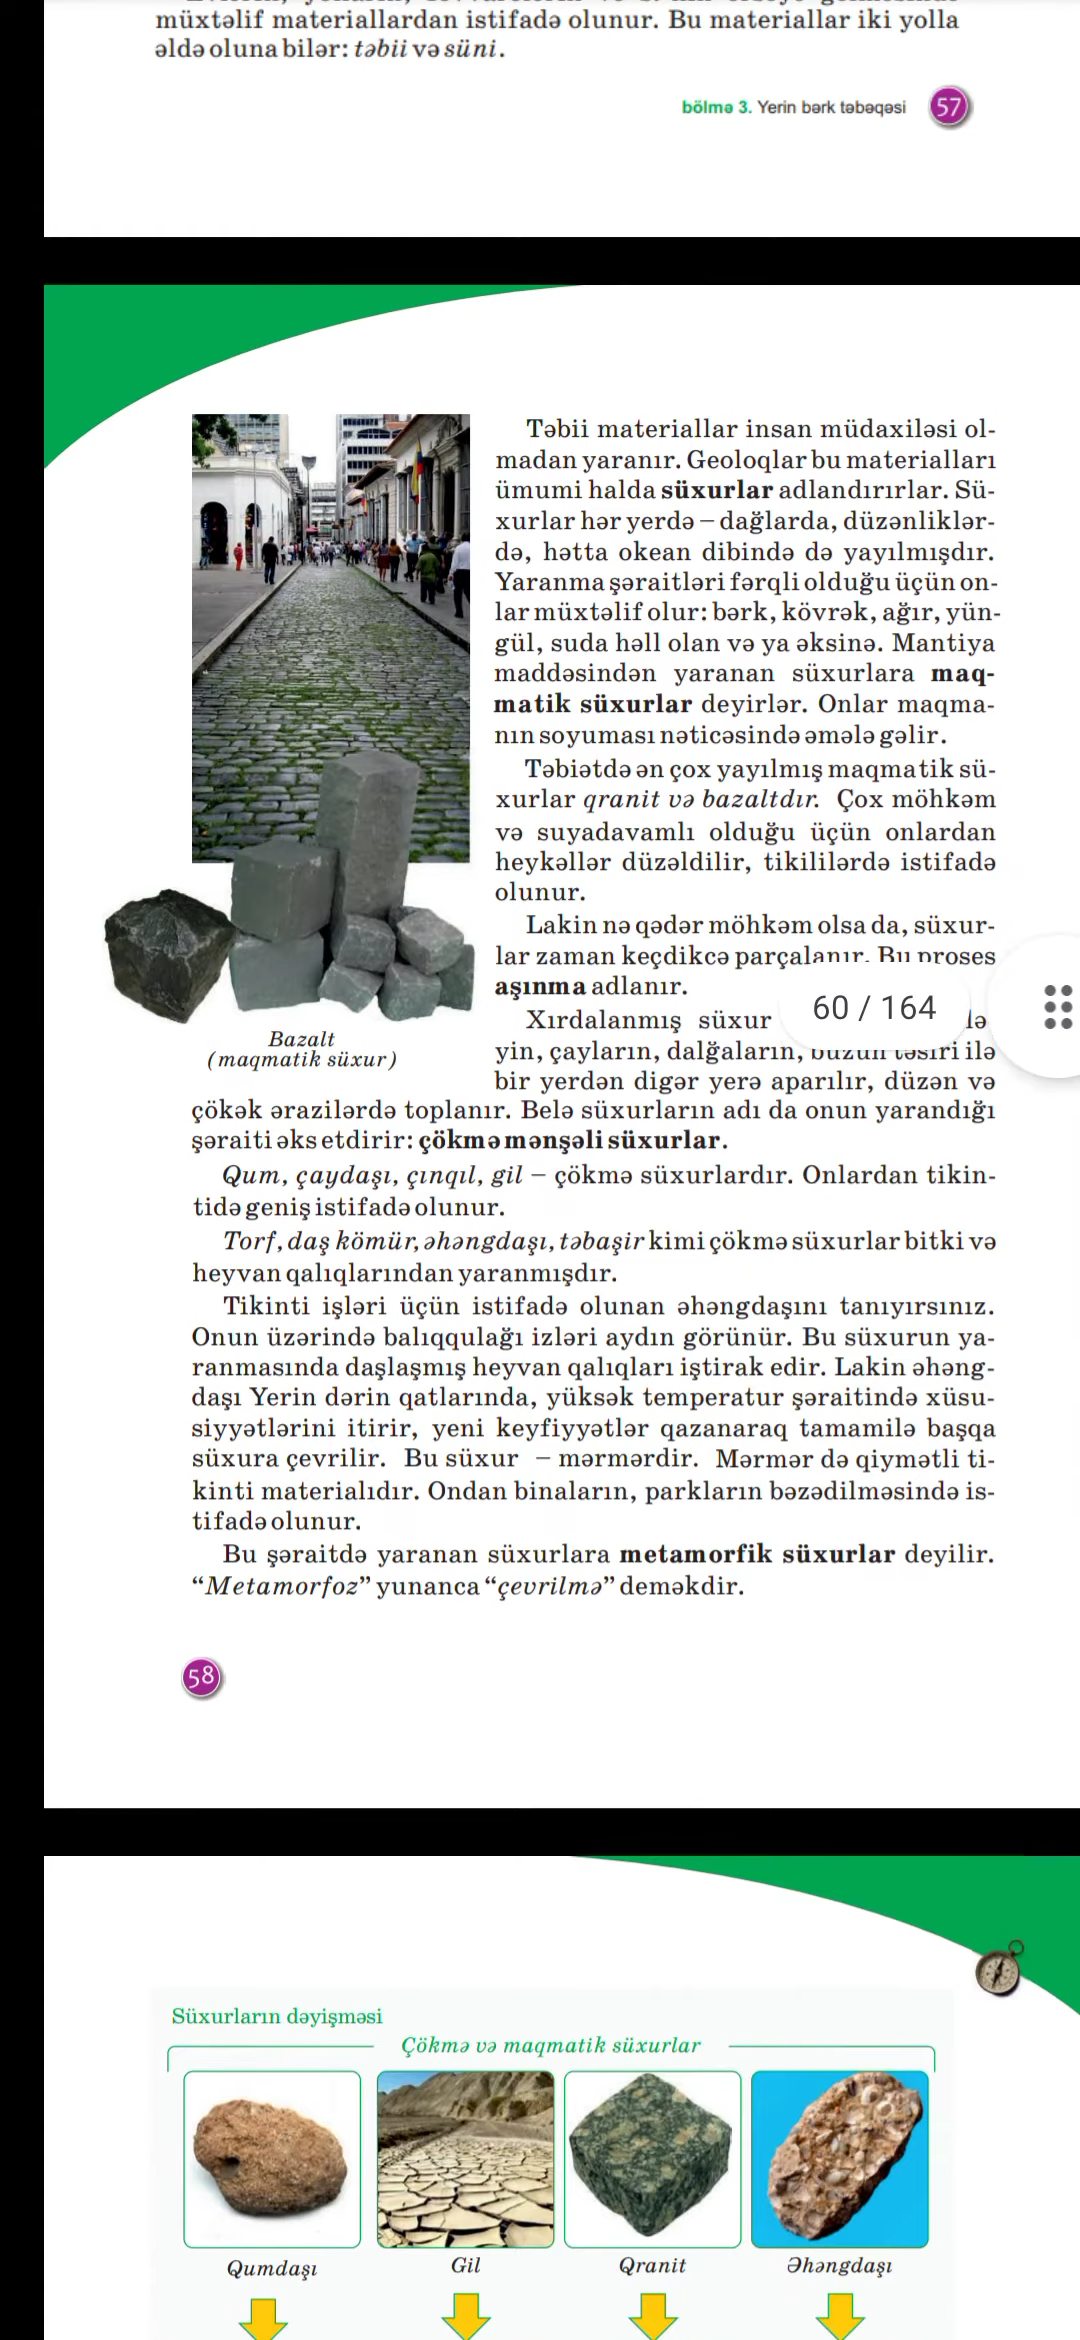 müxtəlif materiallardan istifadə olunur. Bu materiallar iki yolla
əldə oluna bilər: təbii və süni.
bölmə 3. Yerin bərk təbəqəsi 57
Təbii materiallar insan müdaxiləsi ol-
madan yaranır. Geoloqlar bu materialları
ümumi halda süxurlar adlandırırlar. Sü-
xurlar hər yerdə – dağlarda, düzənliklər-
də, hətta okean dibində də yayılmışdır.
Yaranma şəraitləri fərqli olduğu üçün on-
lar müxtəlif olur: bərk, kövrək, ağır, yün-
gül, suda həll olan və ya əksinə. Mantiya
maddəsindən yaranan süxurlara maq-
matik süxurlar deyirlər. Onlar maqma-
nın soyuması nəticəsində əmələ gəlir.
Təbiətdə ən çox yayılmış maqmatik sü-
xurlar qranit və bazaltdır. Çox möhkəm
və suyadavamlı olduğu üçün onlardan
heykəllər düzəldilir, tikililərdə istifadə
olunur.
Lakin nə qədər möhkəm olsa da, süxur-
lar zaman keçdikcə parçalanır. Bu proses
aşınma adlanır.
Bazalt
(maqmatik süxur)
Xırdalanmış süxur
60 / 164
yin, çayların, dalğaların, buzun təsiri ilə
bir yerdən digər yerə aparılır, düzən və
çökək ərazilərdə toplanır. Belə süxurların adı da onun yarandığı
şəraiti əks etdirir: çökmə mənşəli süxurlar.
Qum, çaydaşı, çınqıl, gil – çökmə süxurlardır. Onlardan tikin-
tidə geniş istifadə olunur.
Torf, daş kömür, əhəngdaşı, təbaşir kimi çökmə süxurlar bitki və
heyvan qalıqlarından yaranmışdır.
Tikinti işləri üçün istifadə olunan əhəngdaşını tanıyırsınız.
Onun üzərində balıqqulağı izləri aydın görünür. Bu süxurun ya-
ranmasında daşlaşmış heyvan qalıqları iştirak edir. Lakin əhəng-
daşı Yerin dərin qatlarında, yüksək temperatur şəraitində xüsu-
siyyətlərini itirir, yeni keyfiyyətlər qazanaraq tamamilə başqa
süxura çevrilir. Bu süxur – mərmərdir. Mərmər də qiymətli ti-
kinti materialıdır. Ondan binaların, parkların bəzədilməsində is-
tifadə olunur.
Bu şəraitdə yaranan süxurlara metamorfik süxurlar deyilir.
“Metamorfoz” yunanca “çevrilmə” deməkdir.
58
Süxurların dəyişməsi
Çökmə və maqmatik süxurlar
Qumdaşı
Gil
Qranit
Əhəngdaşı